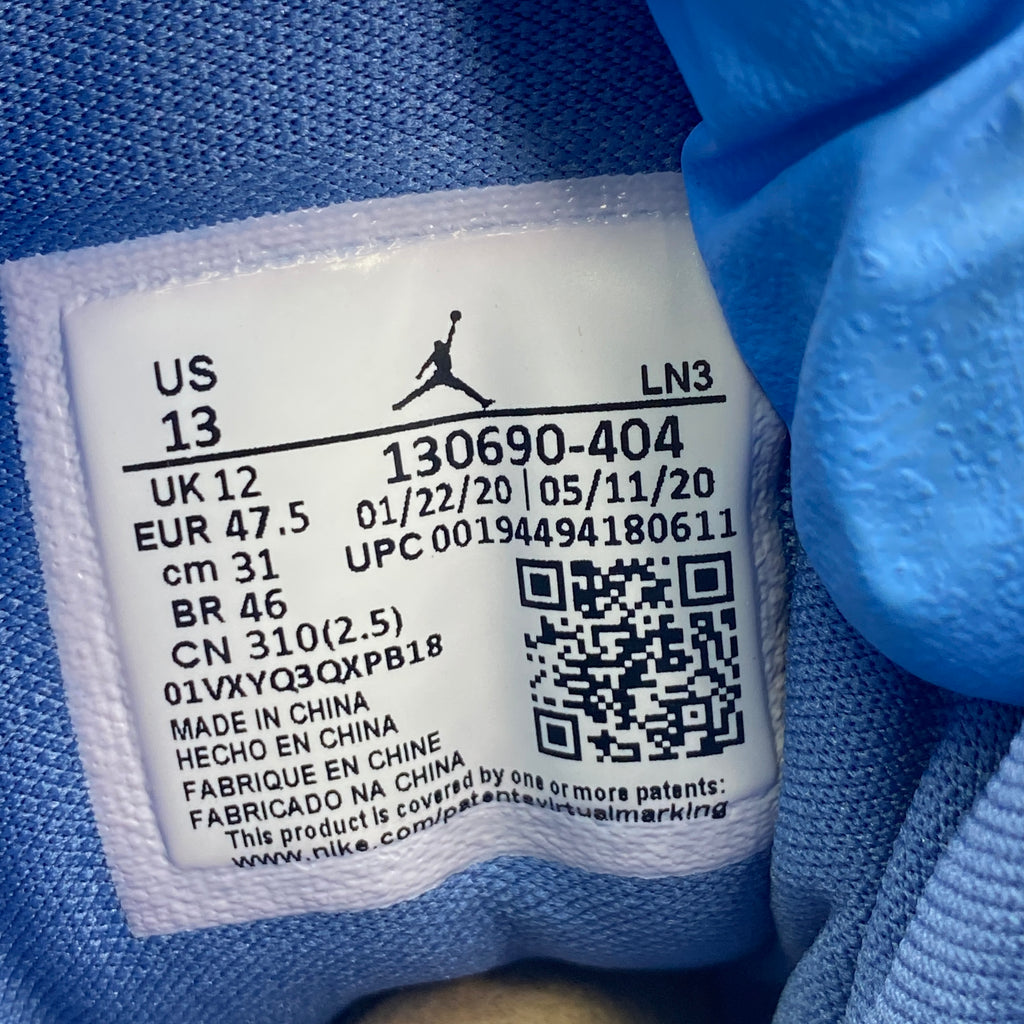 US
13
LN3
130690-404
01/22/20 | 05/11/20
UPC 00194494180611
UK 12
EUR 47.5
cm 31
BR 46
CN 310(2.5)
01VXYQ3QXPB18
MADE IN CHINA
HECHO EN CHINA
FABRIQUE EN CHINE
FABRICADO NA CHINA
This product is covered by one or more patents:
www.nike.com/patentsvirtualmarking